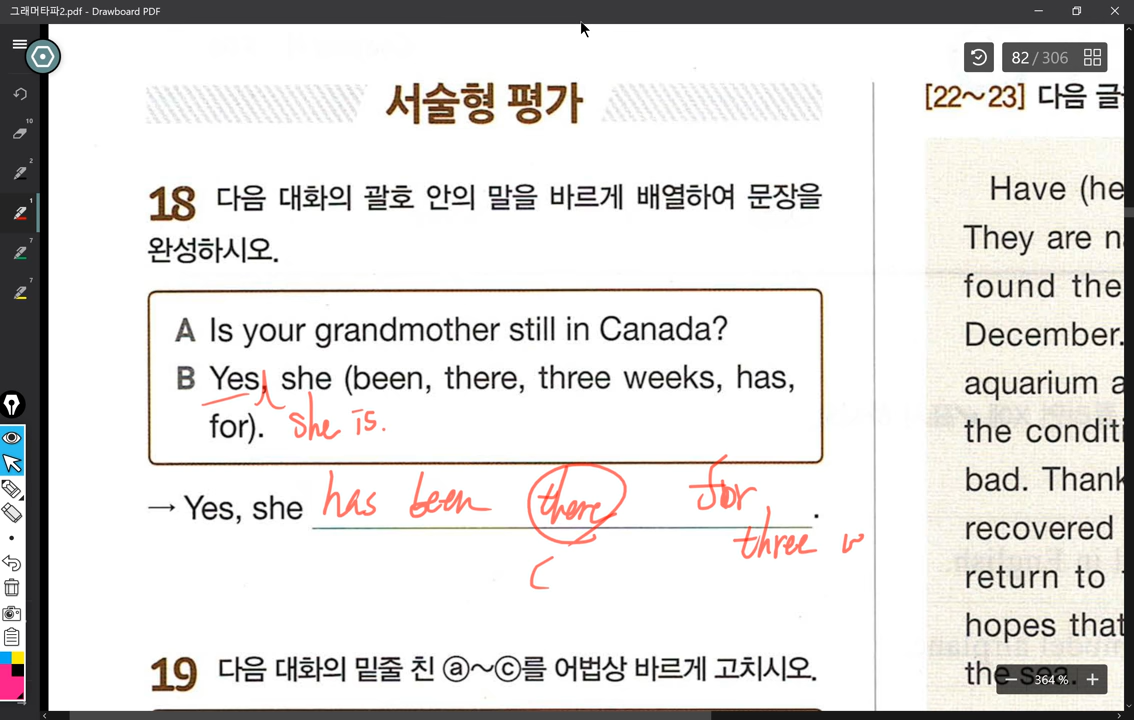 그래머타파2.pdf - Drawboard PDF
82 / 306
10
2
1
7
7
서술형 평가
18 다음 대화의 괄호 안의 말을 바르게 배열하여 문장을
완성하시오.
A Is your grandmother still in Canada?
B Yes, she (been, there, three weeks, has,
for). she is.
→ Yes, she has been there for .
three w
19 다음 대화의 밑줄 친 ⓐ~ⓒ를 어법상 바르게 고치시오.
[22~23] 다음 글
Have (he
They are n
found the
December.
aquarium a
the conditi
bad. Thank
recovered
return to
hopes that
the sea.
364 %